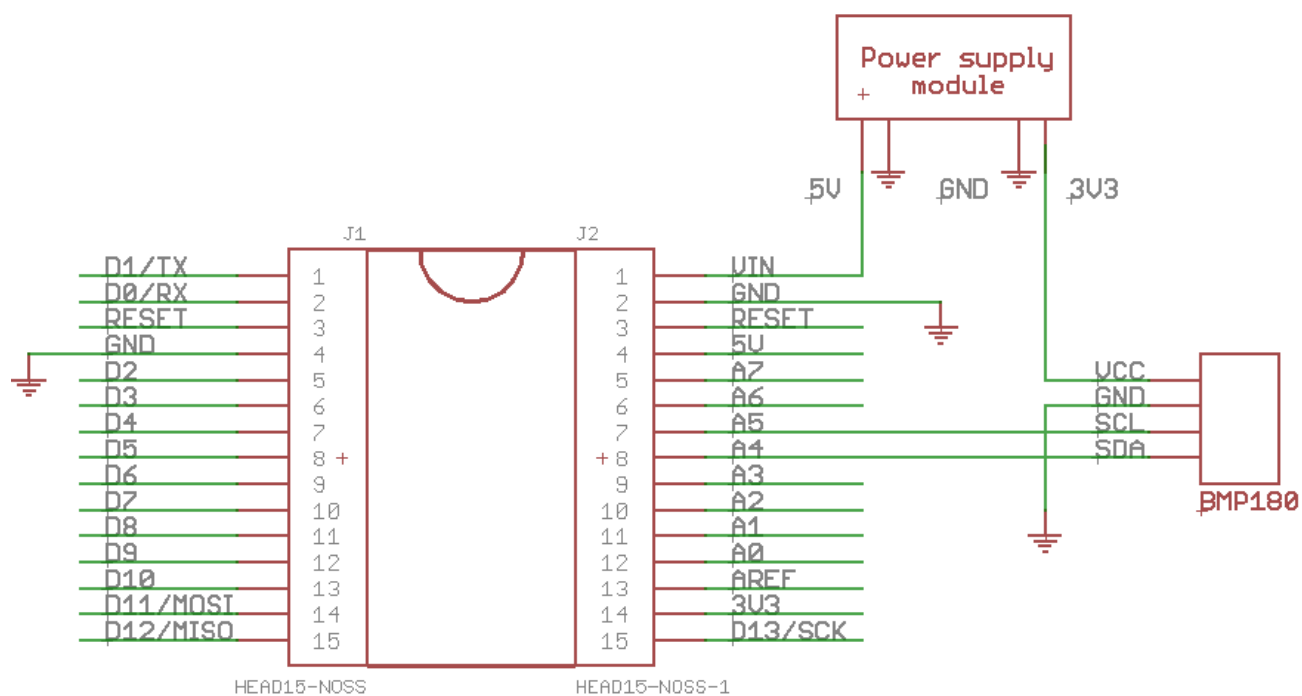 Power supply
module
5V
GND
3V3
J1
J2
D1/TX
1
1
VIN
D0/RX
2
2
GND
RESET
3
3
RESET
GND
4
4
5V
D2
5
5
A7
D3
6
6
A6
D4
7
7
A5
D5
8
8
A4
D6
9
9
A3
D7
10
10
A2
D8
11
11
A1
D9
12
12
A0
D10
13
13
AREF
D11/MOSI
14
14
3V3
D12/MISO
15
15
D13/SCK
VCC
GND
SCL
SDA
BMP180
HEAD15-NOSS
HEAD15-NOSS-1